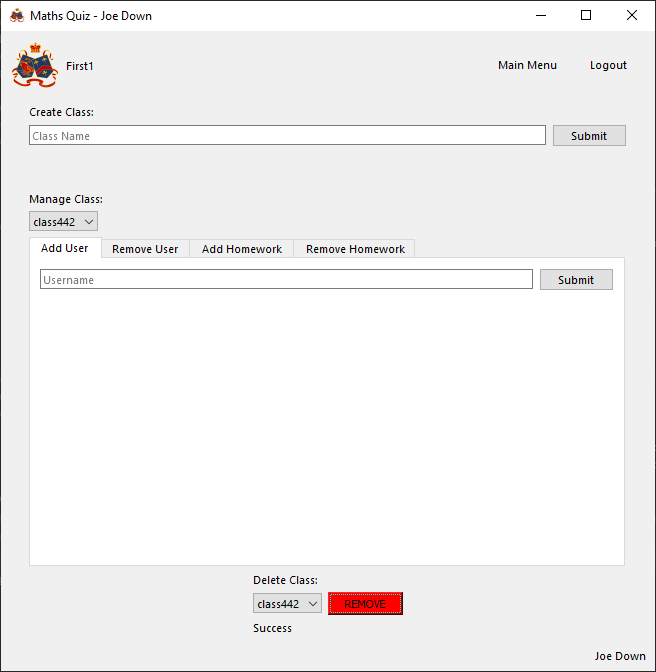 Maths Quiz - Joe Down
First1
Main Menu
Logout
Create Class:
Class Name
Submit
Manage Class:
class442
Add User
Remove User
Add Homework
Remove Homework
Username
Submit
Delete Class:
class442
REMOVE
Success
Joe Down